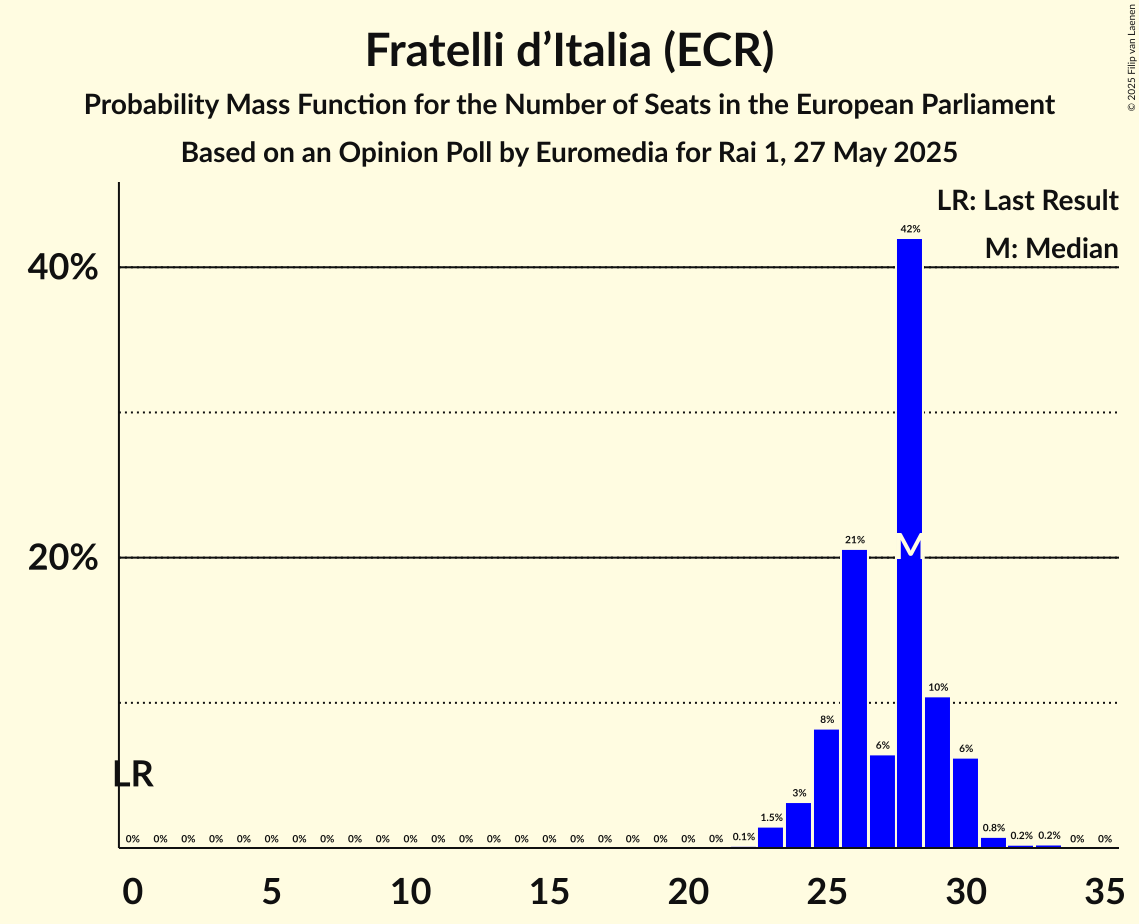 Fratelli d’Italia (ECR)
Probability Mass Function for the Number of Seats in the European Parliament
Based on an Opinion Poll by Euromedia for Rai 1, 27 May 2025
© 2025 Filip van Laenen
LR: Last Result
M: Median
40%
20%
LR
M
0% 0% 0% 0% 0% 0% 0% 0% 0% 0% 0% 0% 0% 0% 0% 0% 0% 0% 0% 0% 0% 0% 0.1% 1.5% 3% 8% 21% 6% 42% 10% 6% 0.8% 0.2% 0.2% 0% 0%
0 5 10 15 20 25 30 35